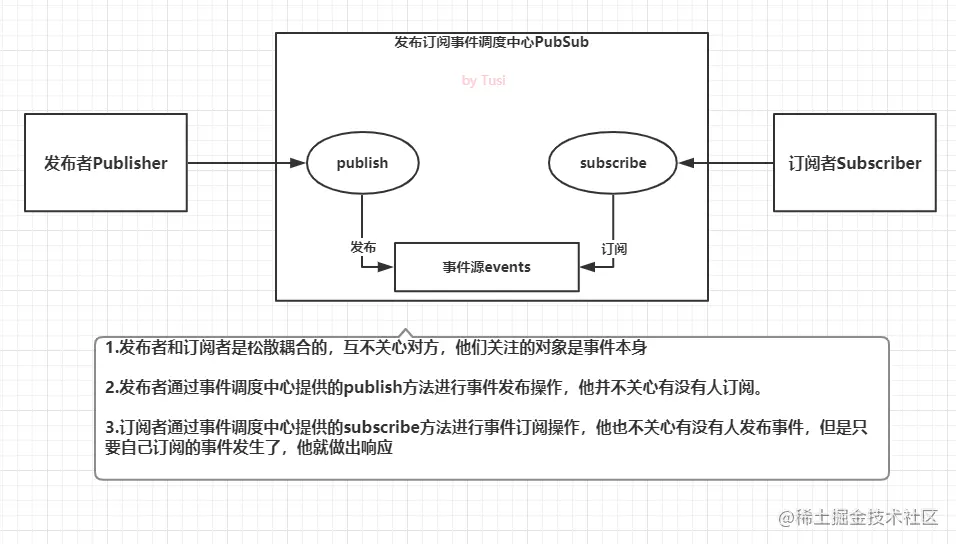 发布订阅事件调度中心PubSub
by Tusi
发布者Publisher
publish
subscribe
订阅者Subscriber
发布
订阅
事件源events
1.发布者和订阅者是松散耦合的，互不关心对方，他们关注的对象是事件本身
2.发布者通过事件调度中心提供的publish方法进行事件发布操作，他并不关心有没有人订阅。
3.订阅者通过事件调度中心提供的subscribe方法进行事件订阅操作，他也不关心有没有人发布事件，但是只
要自己订阅的事件发生了，他就做出响应
@稀土掘金技术社区